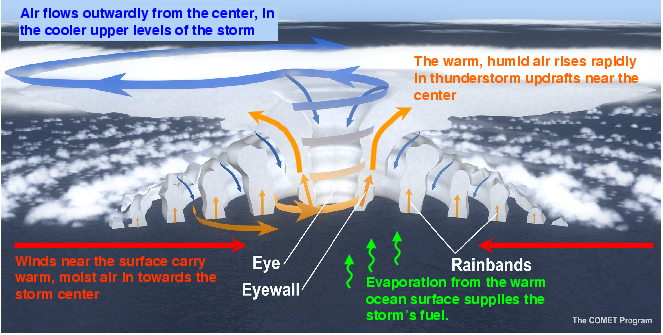 Air flows outwardly from the center, in
the cooler upper levels of the storm
The warm, humid air rises rapidly
in thunderstorm updrafts near the
center
Winds near the surface carry
warm, moist air in towards the
storm center
Eye
Eyewall
Rainbands
Evaporation from the warm
ocean surface supplies the
storm's fuel.
The COMET Program